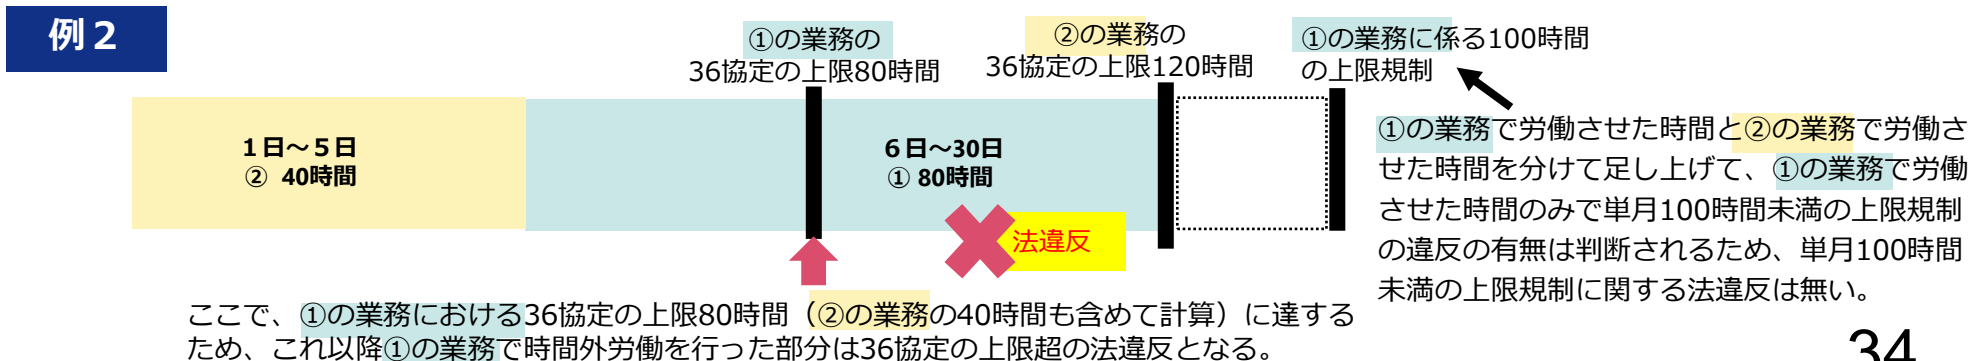 例２
①の業務の
36協定の上限80時間
②の業務の
36協定の上限120時間
①の業務に係る100時間
の上限規制
１日～５日
② 40時間
６日～30日
① 80時間
法違反
①の業務で労働させた時間と②の業務で労働さ
せた時間を分けて足し上げて、①の業務で労働
させた時間のみで単月100時間未満の上限規制
の違反の有無は判断されるため、単月100時間
未満の上限規制に関する法違反は無い。
ここで、①の業務における36協定の上限80時間（②の業務の40時間も含めて計算）に達する
ため、これ以降①の業務で時間外労働を行った部分は36協定の上限超の法違反となる。
34